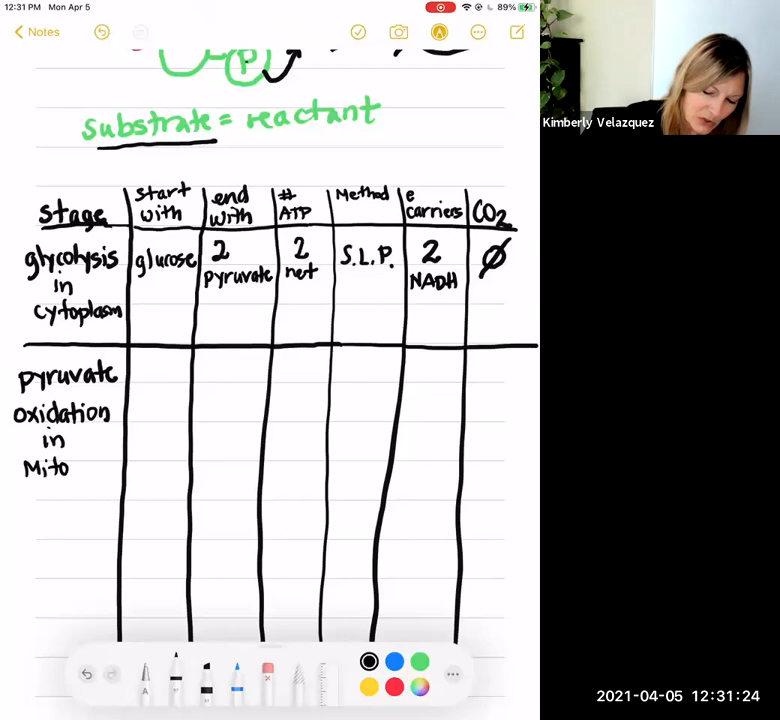 12:31 PM Mon Apr 5
89%
Notes
P
substrate = reactant
stage
start with
end with
# ATP
Method
e carriers
CO2
glycolysis in cytoplasm
glucose
2 pyruvate
2 net
S.L.P.
2 NADH
Ø
pyruvate
oxidation
in
Mito
A
Kimberly Velazquez
2021-04-05 12:31:24